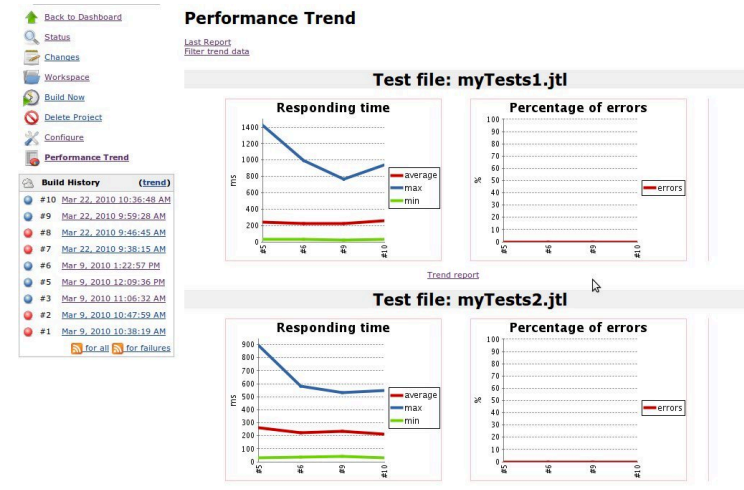 Back to Dashboard
Status
Changes
Workspace
Build Now
Delete Project
Configure
Performance Trend
Build History (trend)
#10 Mar 22, 2010 10:36:48 AM
#9 Mar 22, 2010 9:59:28 AM
#8 Mar 22, 2010 9:46:45 AM
#7 Mar 22, 2010 9:38:15 AM
#6 Mar 9, 2010 1:22:57 PM
#5 Mar 9, 2010 12:09:36 PM
#3 Mar 9, 2010 11:06:32 AM
#2 Mar 9, 2010 10:47:59 AM
#1 Mar 9, 2010 10:38:19 AM
for all for failures
Performance Trend
Last Report
Filter trend data
Test file: myTests1.jtl
Responding time
1400
1200
1000
800
600
400
200
0
ms
#5 #6 #9 #10
average
max
min
Percentage of errors
100
90
80
70
60
50
40
30
20
10
0
%
#5 #6 #9 #10
errors
Trend report
Test file: myTests2.jtl
Responding time
900
800
700
600
500
400
300
200
100
0
ms
#5 #6 #9 #10
average
max
min
Percentage of errors
100
90
80
70
60
50
40
30
20
10
0
%
#5 #6 #9 #10
errors